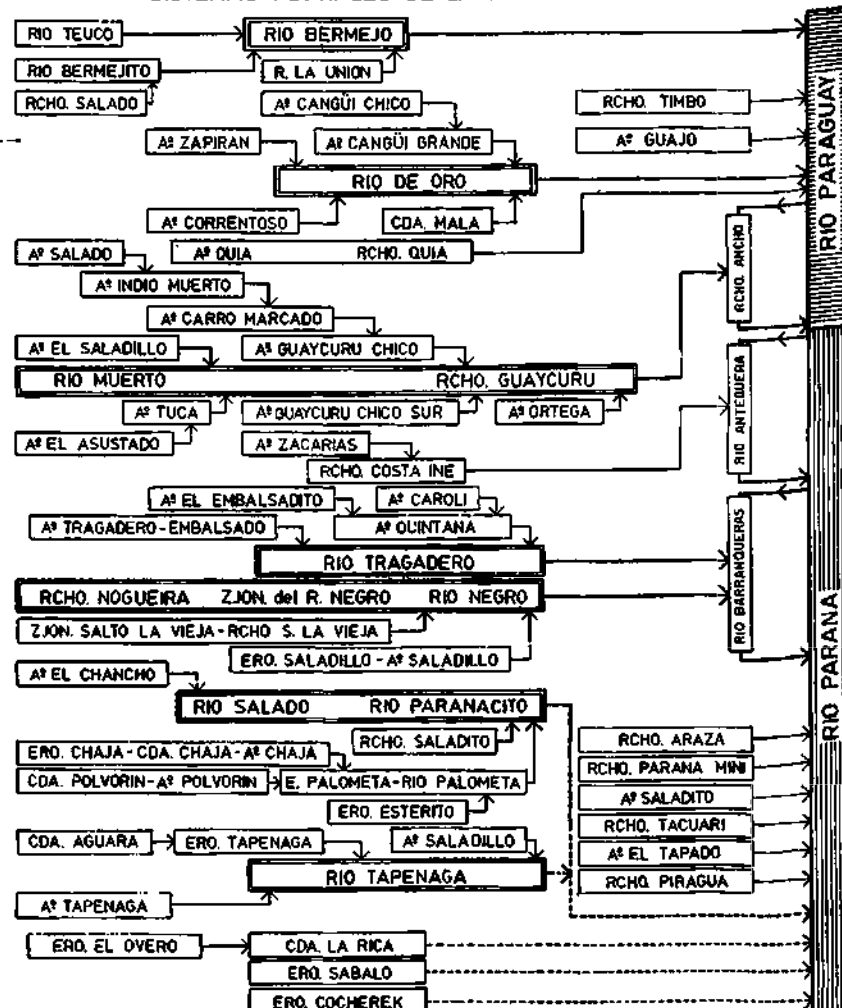 RIO TEUCO
RIO BERMEJO
RIO BERMEJITO
R. LA UNION
RCHO. SALADO
Aº CANGÜI CHICO
RCHO. TIMBO
Aº ZAPIRAN
Aº CANGÜI GRANDE
Aº GUAJO
RIO DE ORO
RIO PARAGUAY
Aº CORRENTOSO
CDA. MALA
Aº SALADO
Aº QUIA RCHO. QUIA
RCHO. ANCHO
Aº INDIO MUERTO
Aº CARRO MARCADO
Aº EL SALADILLO
Aº GUAYCURU CHICO
RIO MUERTO RCHO. GUAYCURU
Aº TUCA
Aº GUAYCURU CHICO SUR
Aº ORTEGA
RIO ANTEQUERA
Aº EL ASUSTADO
Aº ZACARIAS
RCHO. COSTA INE
Aº EL EMBALSADITO
Aº CAROLI
Aº TRAGADERO-EMBALSADO
Aº QUINTANA
RIO TRAGADERO
RIO BARRANQUERAS
RCHO. NOGUEIRA ZJON. del R. NEGRO RIO NEGRO
ZJON. SALTO LA VIEJA-RCHO S. LA VIEJA
ERO. SALADILLO-Aº SALADILLO
Aº EL CHANCHO
RIO PARANA
RIO SALADO RIO PARANACITO
RCHO. SALADITO
RCHO. ARAZA
ERO. CHAJA-CDA. CHAJA-Aº CHAJA
RCHO. PARANA MINI
CDA. POLVORIN-Aº POLVORIN
E. PALOMETA-RIO PALOMETA
Aº SALADITO
ERO. ESTERITO
RCHO. TACUARI
CDA. AGUARA
ERO. TAPENAGA
Aº SALADILLO
Aº EL TAPADO
RIO TAPENAGA
RCHO. PIRAGUA
Aº TAPENAGA
ERO. EL OVERO
CDA. LA RICA
ERO. SABALO
ERO. COCHEREK